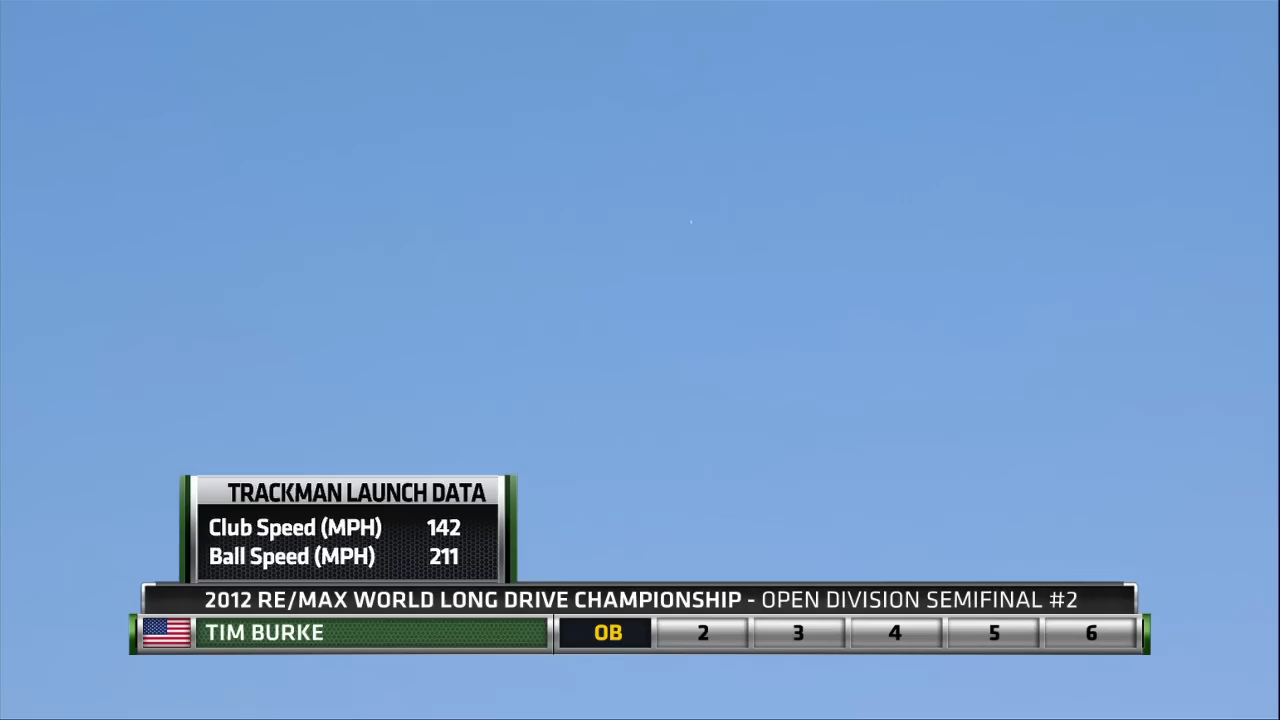 TRACKMAN LAUNCH DATA
Club Speed (MPH) 142
Ball Speed (MPH) 211
2012 RE/MAX WORLD LONG DRIVE CHAMPIONSHIP - OPEN DIVISION SEMIFINAL #2
TIM BURKE OB 2 3 4 5 6